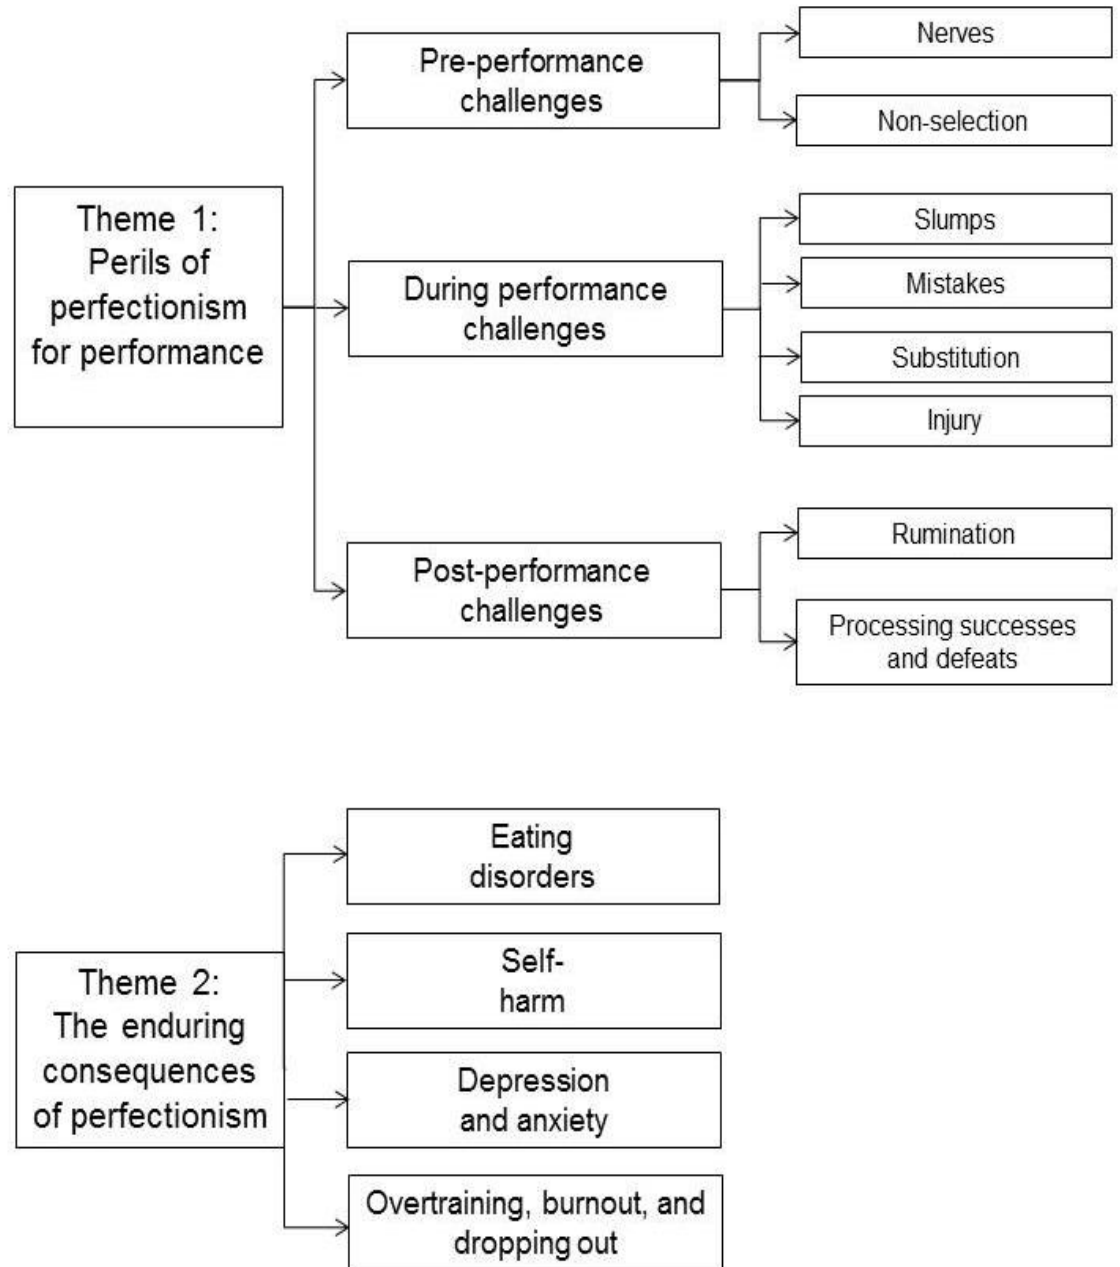 Theme 1:
Perils of
perfectionism
for performance
Pre-performance
challenges
Nerves
Non-selection
During performance
challenges
Slumps
Mistakes
Substitution
Injury
Post-performance
challenges
Rumination
Processing successes
and defeats
Theme 2:
The enduring
consequences
of perfectionism
Eating
disorders
Self-
harm
Depression
and anxiety
Overtraining, burnout, and
dropping out